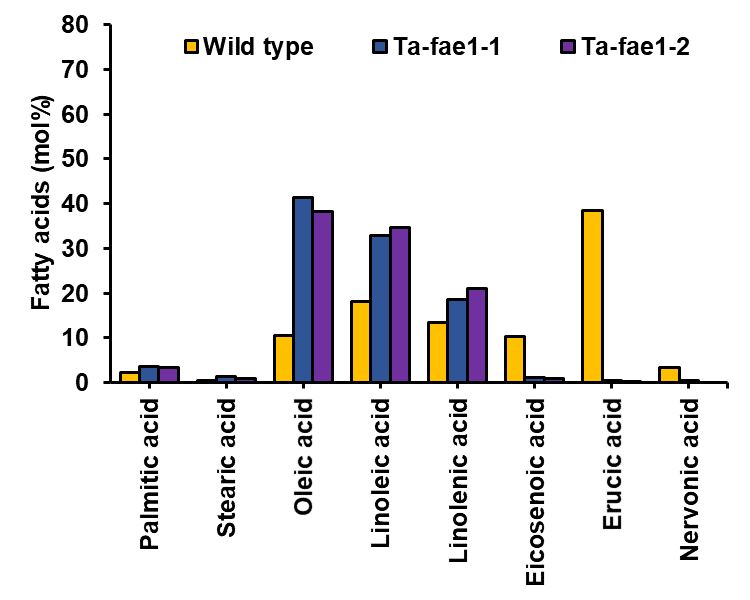 Wild type
Ta-fae1-1
Ta-fae1-2
Fatty acids (mol%)
80
70
60
50
40
30
20
10
0
Palmitic acid
Stearic acid
Oleic acid
Linoleic acid
Linolenic acid
Eicosenoic acid
Erucic acid
Nervonic acid